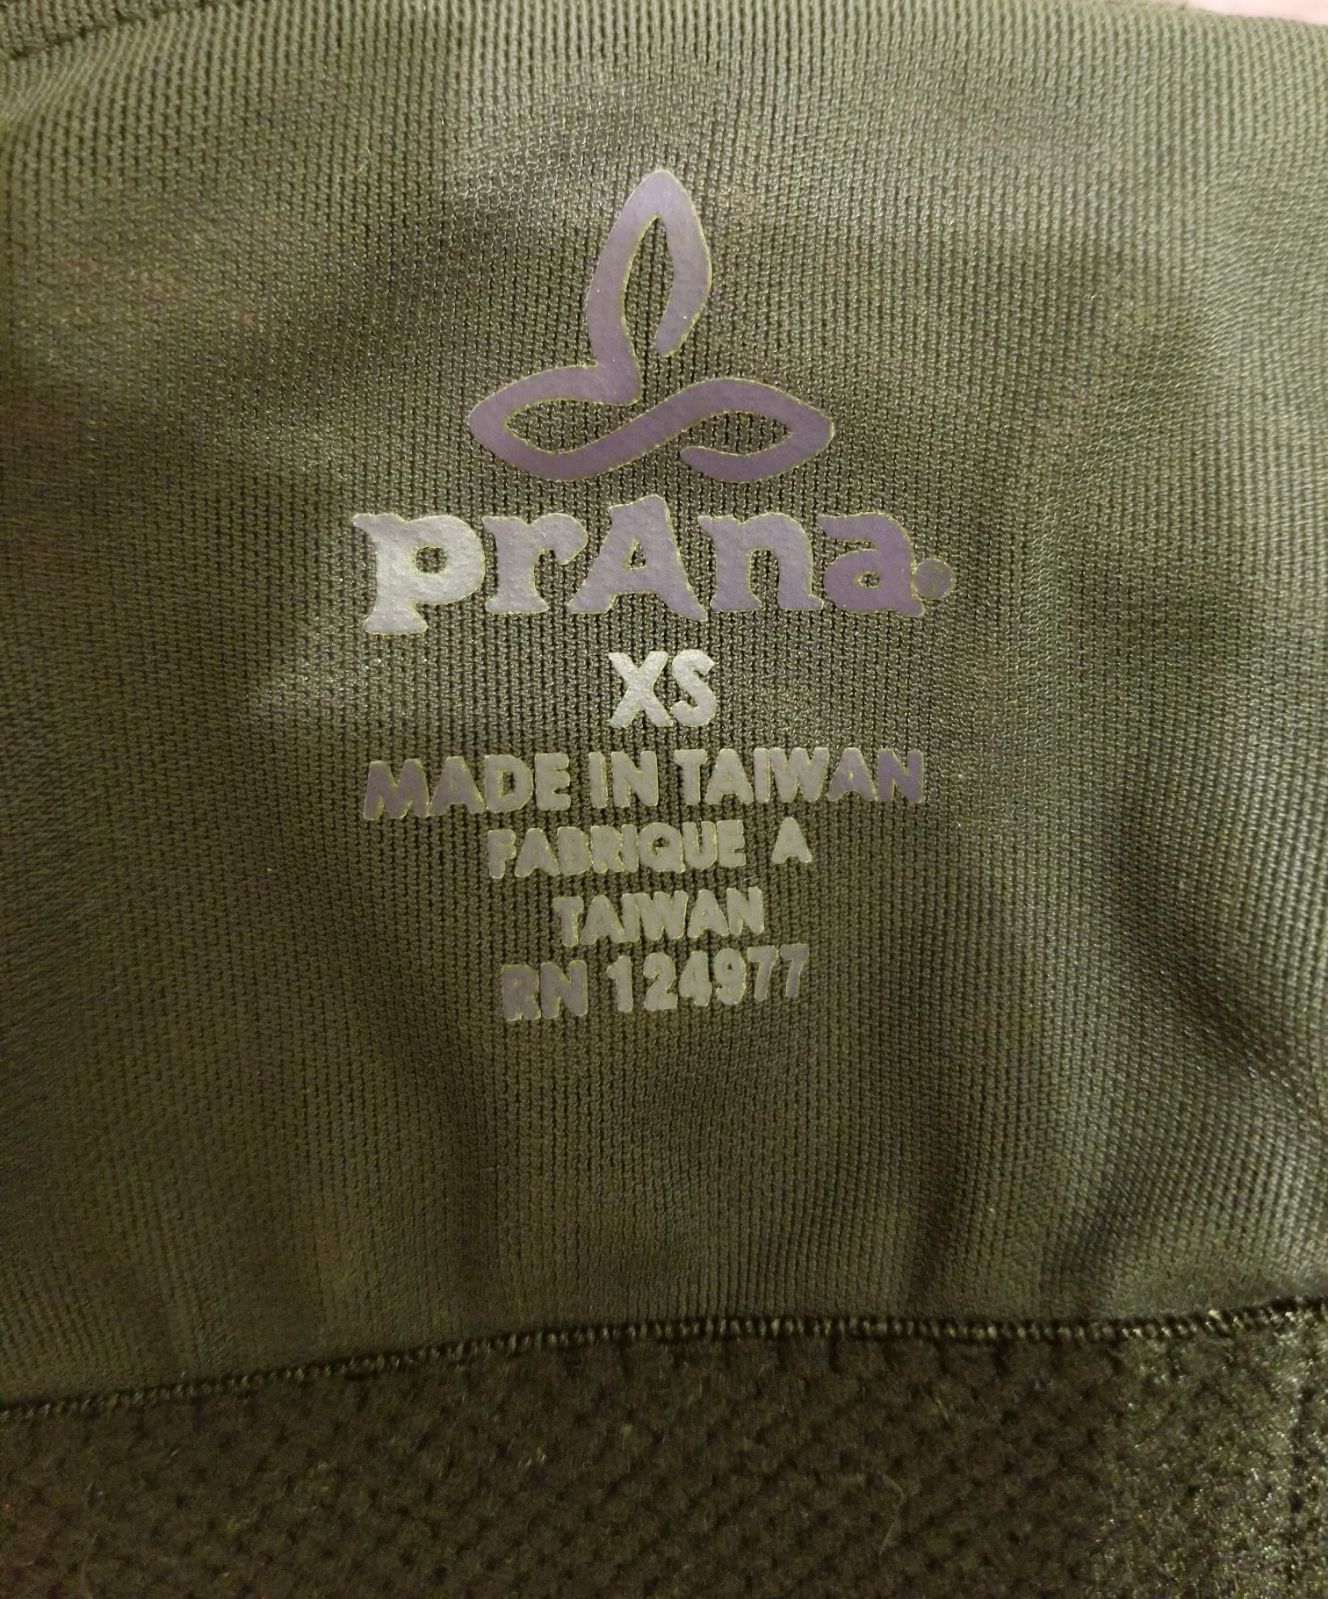 prAna®
XS
MADE IN TAIWAN
FABRIQUE A
TAIWAN
RN 124977